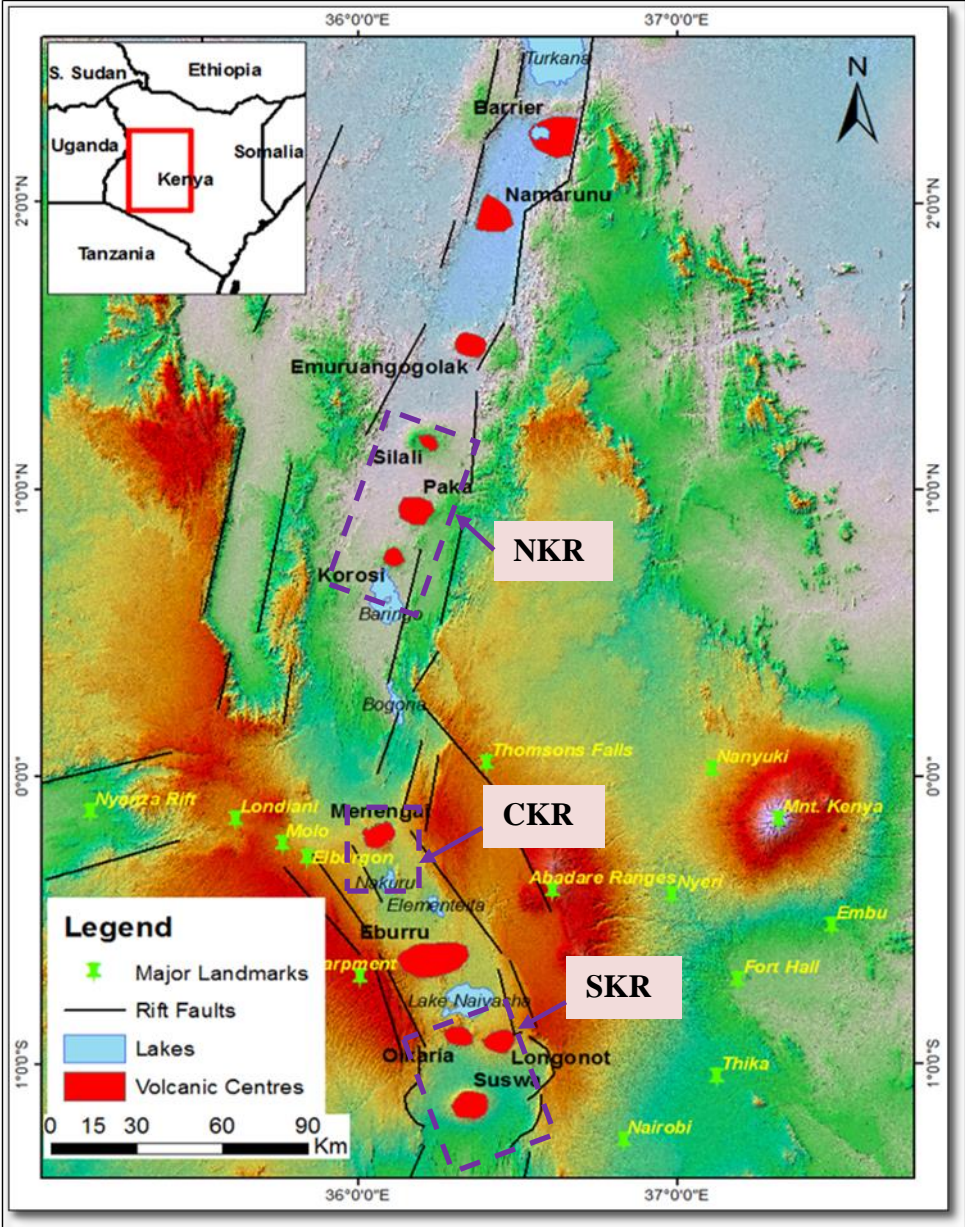 36°0'0"E 37°0'0"E
S. Sudan
Ethiopia
Uganda
Somalia
Kenya
Tanzania
N
Turkana
Barrier
2°0'0"N 2°0'0"N
Namarunu
Emuruangogolak
Silali
Paka
1°0'0"N 1°0'0"N
NKR
Korosi
Baringo
Bogoria
Thomsons Falls
Nanyuki
0°0'0" 0°0'0"
Nyanza Rift
Londiani
Menengai
CKR
Mnt. Kenya
Molo
Elburgon
Nakuru
Abadare Ranges
Nyeri
Elementeita
Embu
Eburru
arpment
Fort Hall
SKR
Lake Naivasha
Olkaria
Longonot
1°0'0"S 1°0'0"S
Suswa
Thika
Nairobi
Legend
Major Landmarks
Rift Faults
Lakes
Volcanic Centres
0 15 30 60 90
Km
36°0'0"E 37°0'0"E